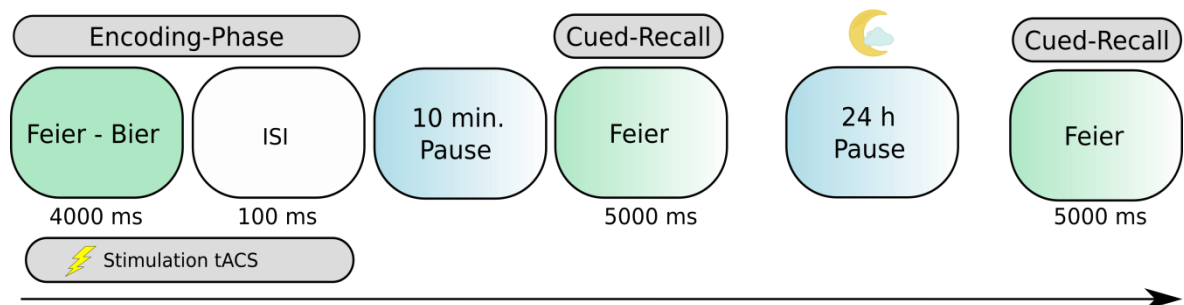 Encoding-Phase
Cued-Recall
Cued-Recall
Feier - Bier
ISI
10 min.
Pause
Feier
24 h
Pause
Feier
4000 ms
100 ms
5000 ms
5000 ms
Stimulation tACS